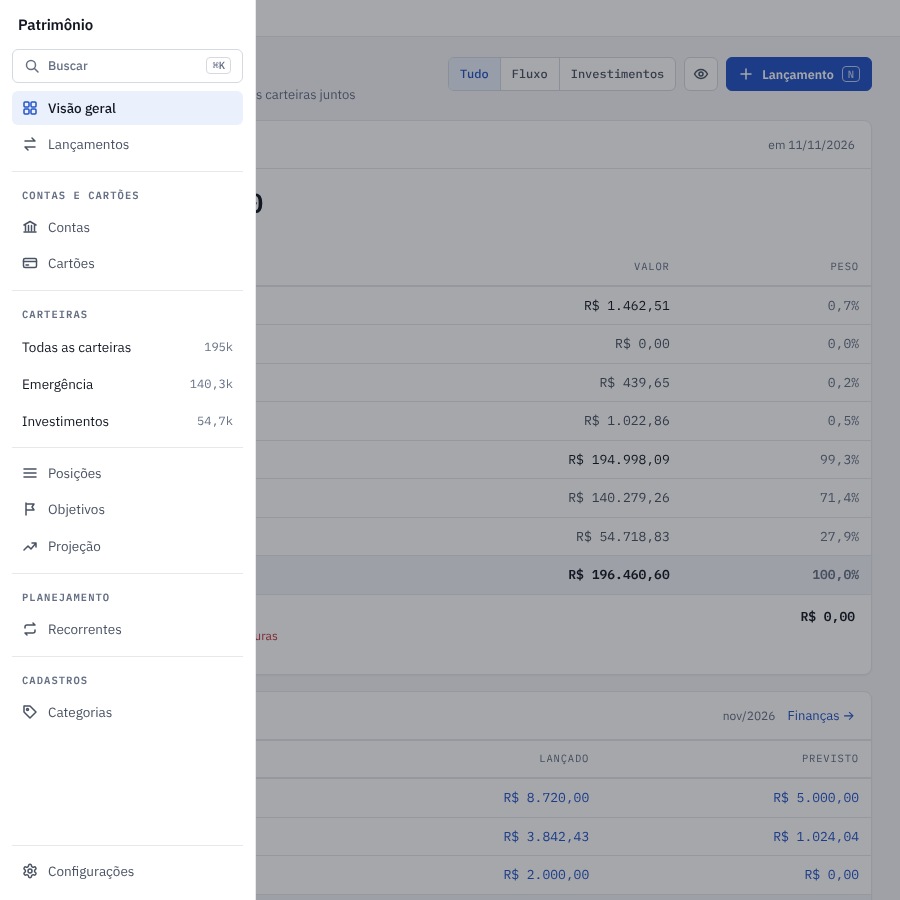 Patrimônio
Buscar ⌘K
Visão geral
Lançamentos
CONTAS E CARTÕES
Contas
Cartões
CARTEIRAS
Todas as carteiras 195k
Emergência 140,3k
Investimentos 54,7k
Posições
Objetivos
Projeção
PLANEJAMENTO
Recorrentes
CADASTROS
Categorias
Configurações
s carteiras juntos
Tudo Fluxo Investimentos
Lançamento N
em 11/11/2026
VALOR PESO
R$ 1.462,51 0,7%
R$ 0,00 0,0%
R$ 439,65 0,2%
R$ 1.022,86 0,5%
R$ 194.998,09 99,3%
R$ 140.279,26 71,4%
R$ 54.718,83 27,9%
R$ 196.460,60 100,0%
R$ 0,00
uras
nov/2026 Finanças →
LANÇADO PREVISTO
R$ 8.720,00 R$ 5.000,00
R$ 3.842,43 R$ 1.024,04
R$ 2.000,00 R$ 0,00